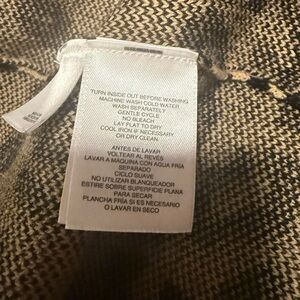 TURN INSIDE OUT BEFORE WASHING
MACHINE WASH COLD WATER
WASH SEPARATELY
GENTLE CYCLE
NO BLEACH
LAY FLAT TO DRY
COOL IRON IF NECESSARY
OR DRY CLEAN
ANTES DE LAVAR
VOLTEAR AL REVÉS
LAVAR A MAQUINA CON AGUA FRIA
SEPARADO
CICLO SUAVE
NO UTILIZAR BLANQUEADOR
ESTIRE SOBRE SUPERFICIE PLANA
PARA SECAR
PLANCHA FRÍA SI ES NECESARIO
O LAVAR EN SECO